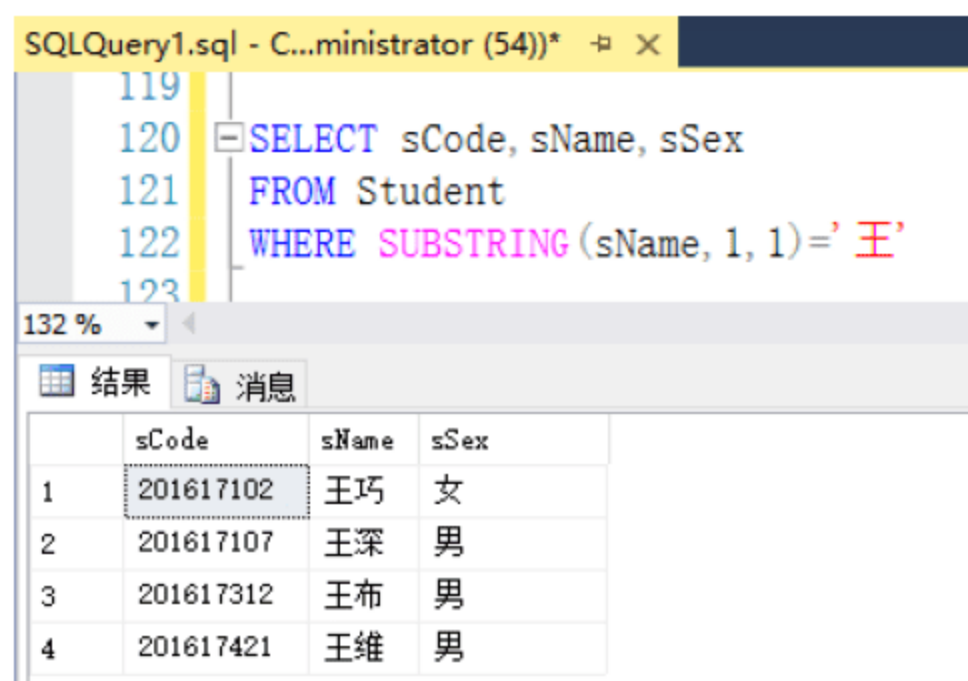 SQLQuery1.sql - C...ministrator (54))*
119
120 SELECT sCode,sName,sSex
121 FROM Student
122 WHERE SUBSTRING(sName,1,1)='王'
123
132 %
结果 消息
sCode sName sSex
1 201617102 王巧 女
2 201617107 王深 男
3 201617312 王布 男
4 201617421 王维 男